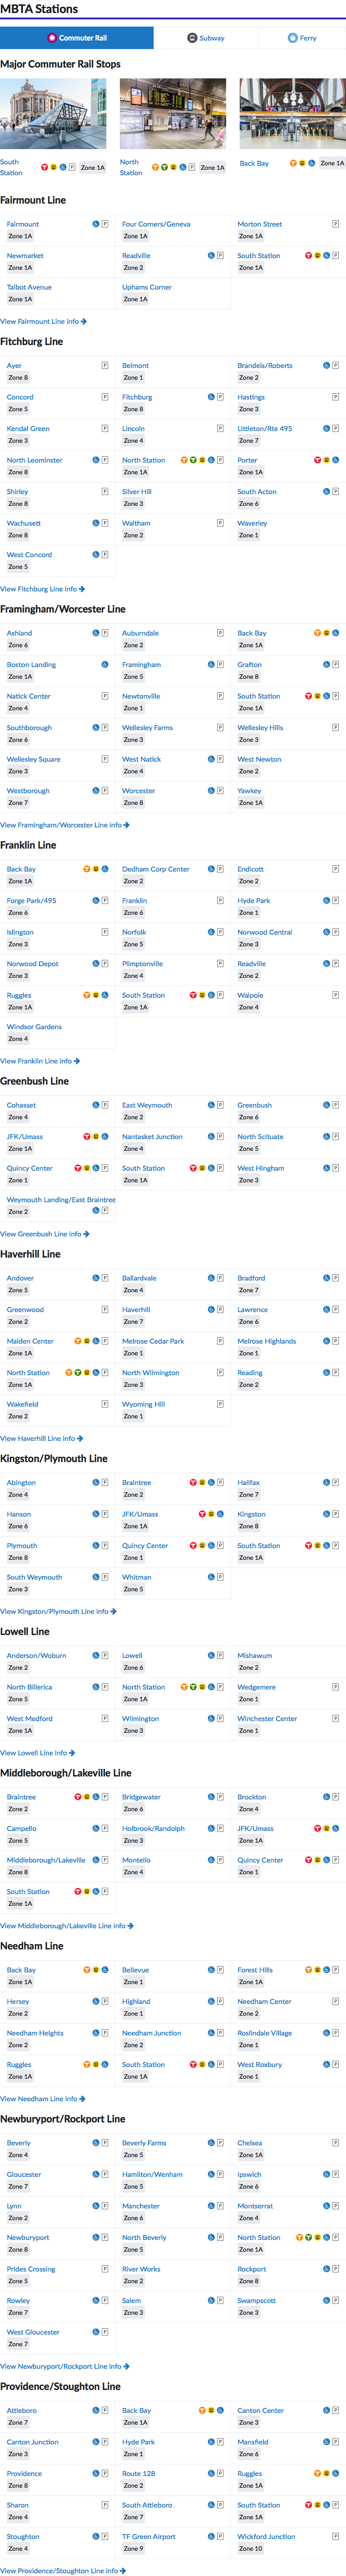 MBTA Stations
Commuter Rail Subway Ferry
Major Commuter Rail Stops
South Station P Zone 1A
North Station P Zone 1A
Back Bay Zone 1A
Fairmount Line
Fairmount P Four Corners/Geneva Morton Street P
Zone 1A Zone 1A Zone 1A
Newmarket Readville P South Station P
Zone 1A Zone 2 Zone 1A
Talbot Avenue Uphams Corner
Zone 1A Zone 1A
View Fairmount Line info
Fitchburg Line
Ayer P Belmont Brandeis/Roberts P
Zone 8 Zone 1 Zone 2
Concord P Fitchburg P Hastings P
Zone 5 Zone 8 Zone 3
Kendal Green P Lincoln P Littleton/Rte 495 P
Zone 3 Zone 4 Zone 7
North Leominster P North Station P Porter
Zone 8 Zone 1A Zone 1A
Shirley P Silver Hill South Acton P
Zone 8 Zone 3 Zone 6
Wachusett P Waltham P Waverley
Zone 8 Zone 2 Zone 1
West Concord P
Zone 5
View Fitchburg Line info
Framingham/Worcester Line
Ashland P Auburndale P Back Bay
Zone 6 Zone 2 Zone 1A
Boston Landing Framingham P Grafton P
Zone 1A Zone 5 Zone 8
Natick Center P Newtonville P South Station P
Zone 4 Zone 1 Zone 1A
Southborough P Wellesley Farms P Wellesley Hills P
Zone 6 Zone 3 Zone 3
Wellesley Square P West Natick P West Newton
Zone 3 Zone 4 Zone 2
Westborough P Worcester P Yawkey
Zone 7 Zone 8 Zone 1A
View Framingham/Worcester Line info
Franklin Line
Back Bay Dedham Corp Center P Endicott P
Zone 1A Zone 2 Zone 2
Forge Park/495 P Franklin P Hyde Park P
Zone 6 Zone 6 Zone 1
Islington P Norfolk P Norwood Central P
Zone 3 Zone 5 Zone 3
Norwood Depot P Plimptonville P Readville P
Zone 3 Zone 4 Zone 2
Ruggles South Station P Walpole P
Zone 1A Zone 1A Zone 4
Windsor Gardens
Zone 4
View Franklin Line info
Greenbush Line
Cohasset P East Weymouth P Greenbush P
Zone 4 Zone 2 Zone 6
JFK/Umass Nantasket Junction P North Scituate P
Zone 1A Zone 4 Zone 5
Quincy Center P South Station P West Hingham P
Zone 1 Zone 1A Zone 3
Weymouth Landing/East Braintree
Zone 2 P
View Greenbush Line info
Haverhill Line
Andover P Ballardvale P Bradford P
Zone 5 Zone 4 Zone 7
Greenwood P Haverhill P Lawrence P
Zone 2 Zone 7 Zone 6
Malden Center P Melrose Cedar Park P Melrose Highlands P
Zone 1A Zone 1 Zone 1
North Station P North Wilmington P Reading P
Zone 1A Zone 3 Zone 2
Wakefield P Wyoming Hill P
Zone 2 Zone 1
View Haverhill Line info
Kingston/Plymouth Line
Abington P Braintree P Halifax P
Zone 4 Zone 2 Zone 7
Hanson P JFK/Umass Kingston P
Zone 6 Zone 1A Zone 8
Plymouth P Quincy Center P South Station P
Zone 8 Zone 1 Zone 1A
South Weymouth P Whitman P
Zone 3 Zone 5
View Kingston/Plymouth Line info
Lowell Line
Anderson/Woburn P Lowell P Mishawum
Zone 2 Zone 6 Zone 2
North Billerica P North Station P Wedgemere P
Zone 5 Zone 1A Zone 1
West Medford P Wilmington P Winchester Center P
Zone 1A Zone 3 Zone 1
View Lowell Line info
Middleborough/Lakeville Line
Braintree P Bridgewater P Brockton P
Zone 2 Zone 6 Zone 4
Campello P Holbrook/Randolph P JFK/Umass
Zone 5 Zone 3 Zone 1A
Middleborough/Lakeville P Montello P Quincy Center P
Zone 8 Zone 4 Zone 1
South Station P
Zone 1A
View Middleborough/Lakeville Line info
Needham Line
Back Bay Bellevue P Forest Hills P
Zone 1A Zone 1 Zone 1A
Hersey P Highland P Needham Center P
Zone 2 Zone 1 Zone 2
Needham Heights P Needham Junction P Roslindale Village P
Zone 2 Zone 2 Zone 1
Ruggles South Station P West Roxbury P
Zone 1A Zone 1A Zone 1
View Needham Line info
Newburyport/Rockport Line
Beverly P Beverly Farms P Chelsea P
Zone 4 Zone 5 Zone 1A
Gloucester P Hamilton/Wenham P Ipswich P
Zone 7 Zone 5 Zone 6
Lynn P Manchester P Montserrat P
Zone 2 Zone 6 Zone 4
Newburyport P North Beverly P North Station P
Zone 8 Zone 5 Zone 1A
Prides Crossing P River Works Rockport P
Zone 5 Zone 2 Zone 8
Rowley P Salem P Swampscott P
Zone 7 Zone 3 Zone 3
West Gloucester P
Zone 7
View Newburyport/Rockport Line info
Providence/Stoughton Line
Attleboro P Back Bay Canton Center P
Zone 7 Zone 1A Zone 3
Canton Junction P Hyde Park P Mansfield P
Zone 3 Zone 1 Zone 6
Providence P Route 128 P Ruggles
Zone 8 Zone 2 Zone 1A
Sharon P South Attleboro P South Station P
Zone 4 Zone 7 Zone 1A
Stoughton P TF Green Airport P Wickford Junction P
Zone 4 Zone 9 Zone 10
View Providence/Stoughton Line info